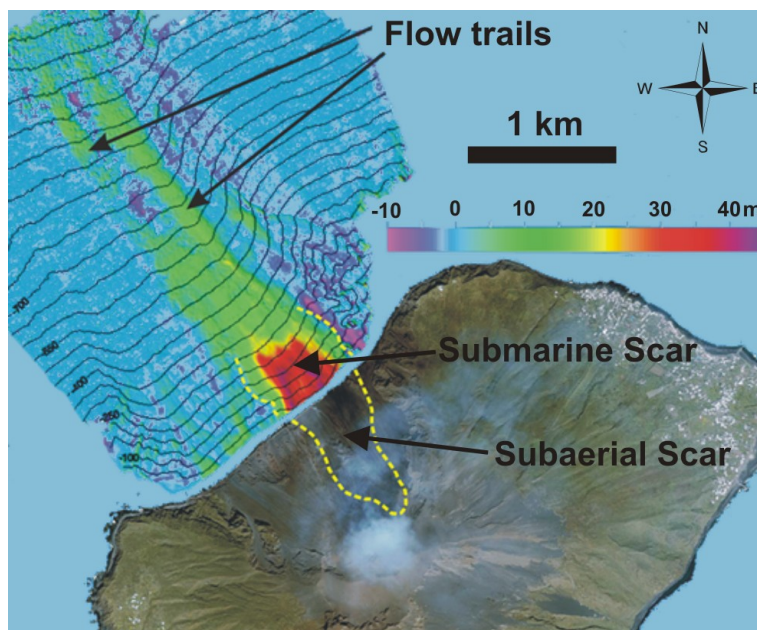 Flow trails
N
W
E
S
1 km
-10
0
10
20
30
40m
-700
-550
-400
-250
-100
Submarine Scar
Subaerial Scar